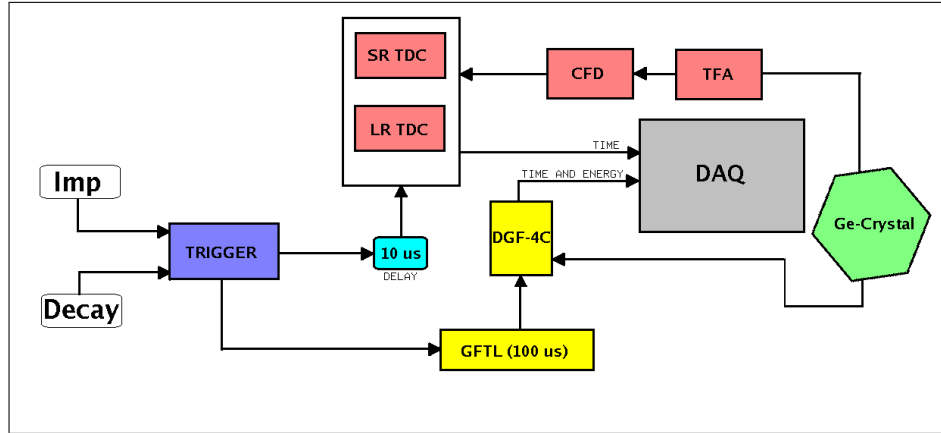 SR TDC
CFD
TFA
LR TDC
TIME
DAQ
TIME AND ENERGY
Imp
Ge-Crystal
DGF-4C
TRIGGER
10 us
DELAY
Decay
GFTL (100 us)